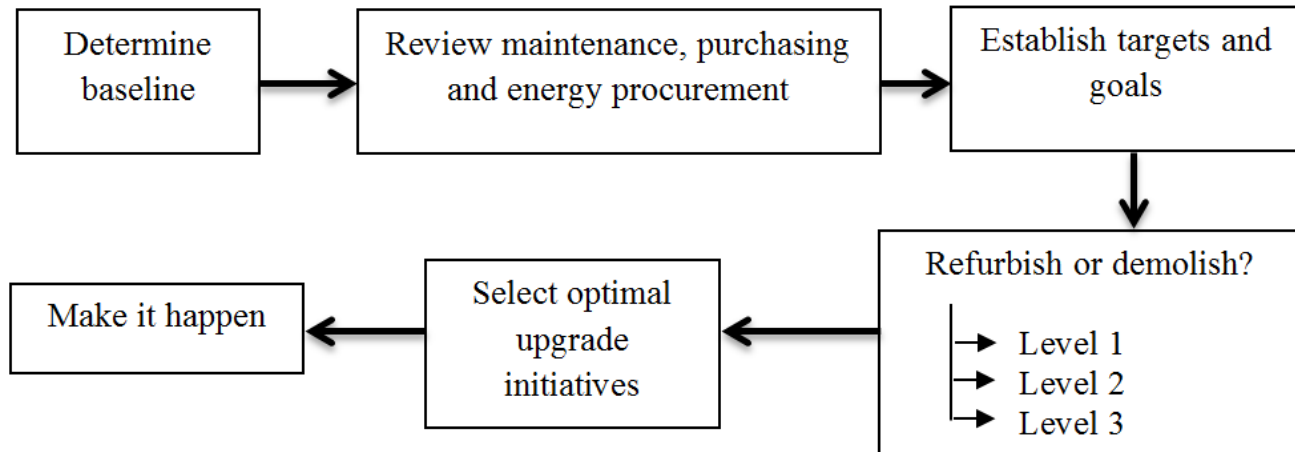 Determine
baseline
Review maintenance, purchasing
and energy procurement
Establish targets and
goals
Refurbish or demolish?
Level 1
Level 2
Level 3
Select optimal
upgrade
initiatives
Make it happen